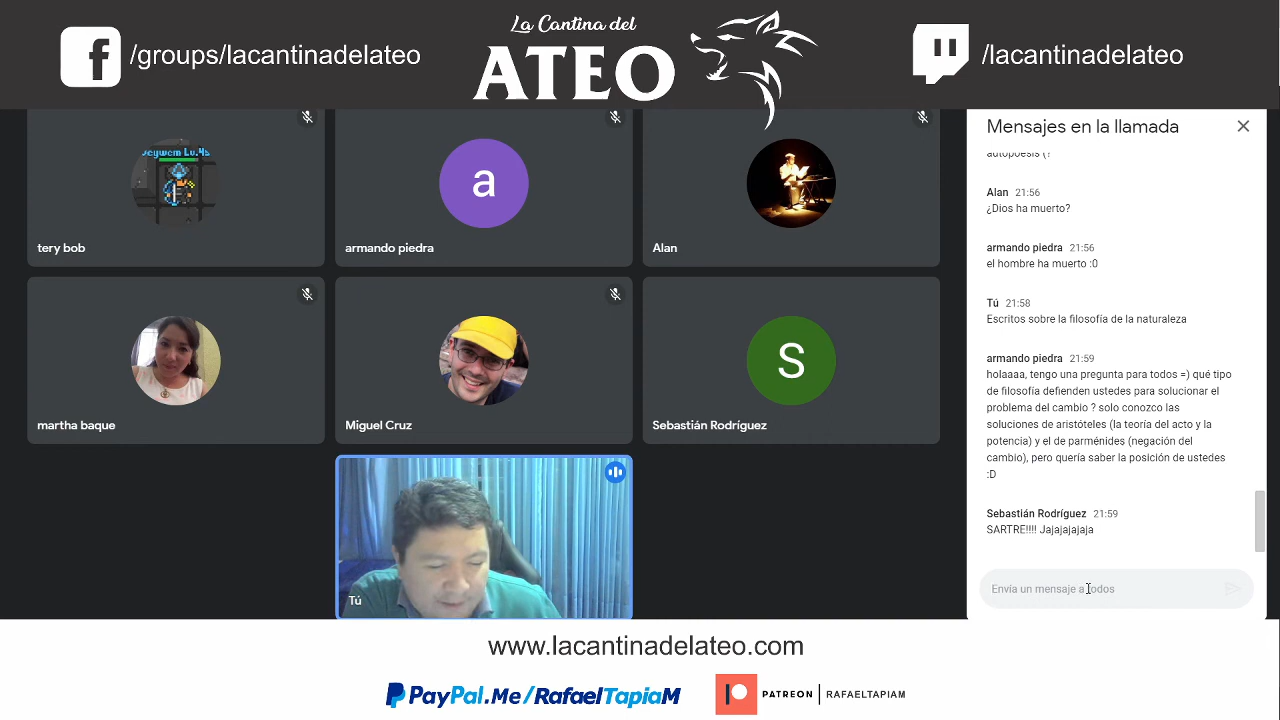 /groups/lacantinadelateo
La Cantina del
ATEO
/lacantinadelateo
tery bob
a
armando piedra
Alan
martha baque
Miguel Cruz
S
Sebastián Rodríguez
Tú
Mensajes en la llamada
autopoesis (?
Alan 21:56
¿Dios ha muerto?
armando piedra 21:56
el hombre ha muerto :0
Tú 21:58
Escritos sobre la filosofía de la naturaleza
armando piedra 21:59
holaaaa, tengo una pregunta para todos =) qué tipo
de filosofía defienden ustedes para solucionar el
problema del cambio ? solo conozco las
soluciones de aristóteles (la teoría del acto y la
potencia) y el de parménides (negación del
cambio), pero quería saber la posición de ustedes
:D
Sebastián Rodríguez 21:59
SARTRE!!!! Jajajajajaja
Envía un mensaje a todos
www.lacantinadelateo.com
PayPal.Me/RafaelTapiaM
PATREON | RAFAELTAPIAM